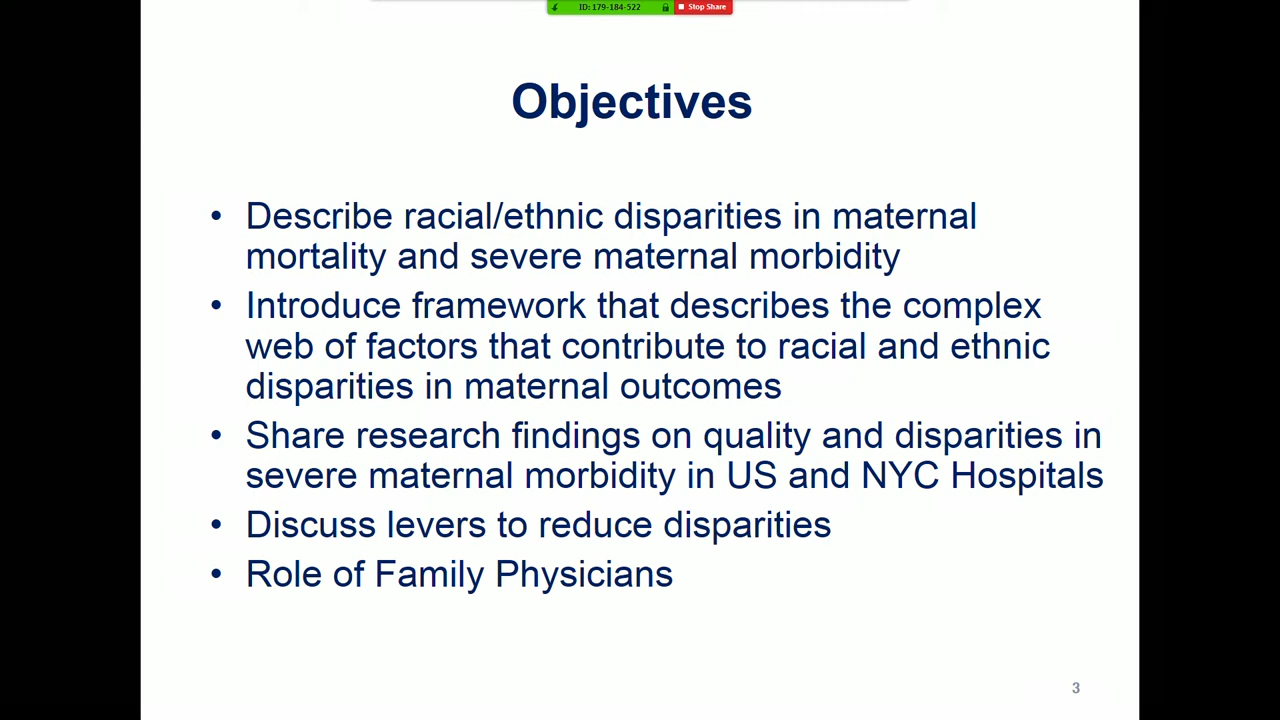 ID: 179-184-522 Stop Share
Objectives
• Describe racial/ethnic disparities in maternal
mortality and severe maternal morbidity
• Introduce framework that describes the complex
web of factors that contribute to racial and ethnic
disparities in maternal outcomes
• Share research findings on quality and disparities in
severe maternal morbidity in US and NYC Hospitals
• Discuss levers to reduce disparities
• Role of Family Physicians
3